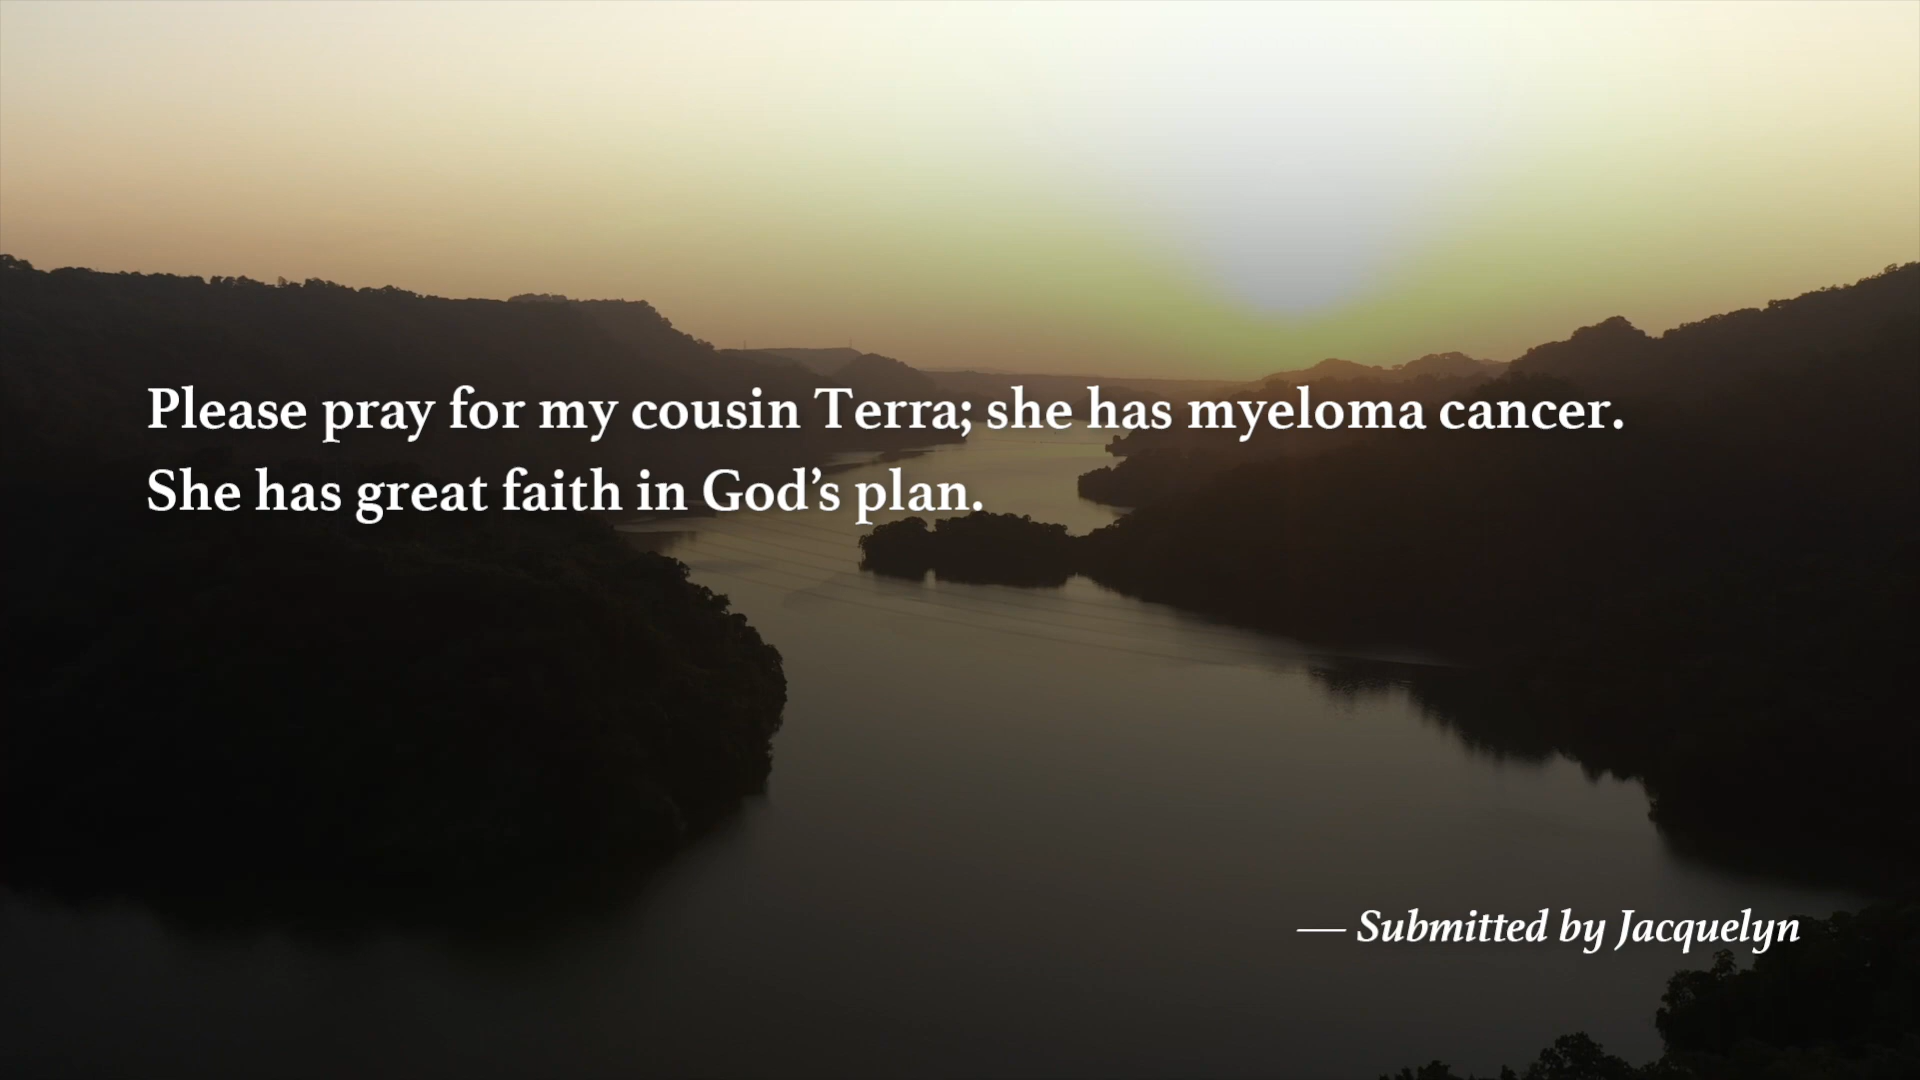 Please pray for my cousin Terra; she has myeloma cancer.
She has great faith in God’s plan.
— Submitted by Jacquelyn